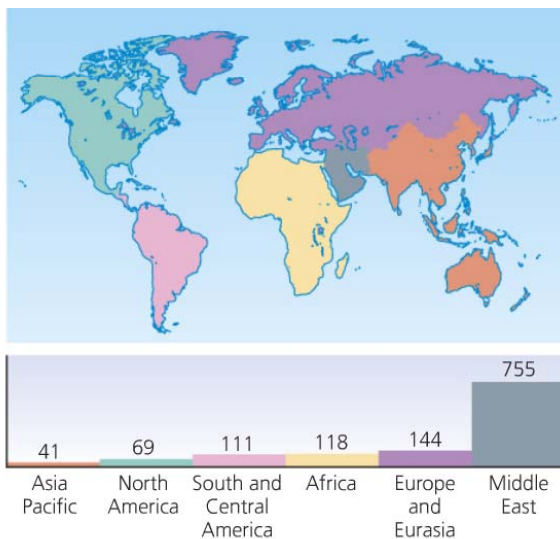 755
144
118
111
69
41
Asia
Pacific
North
America
South and
Central
America
Africa
Europe
and
Eurasia
Middle
East